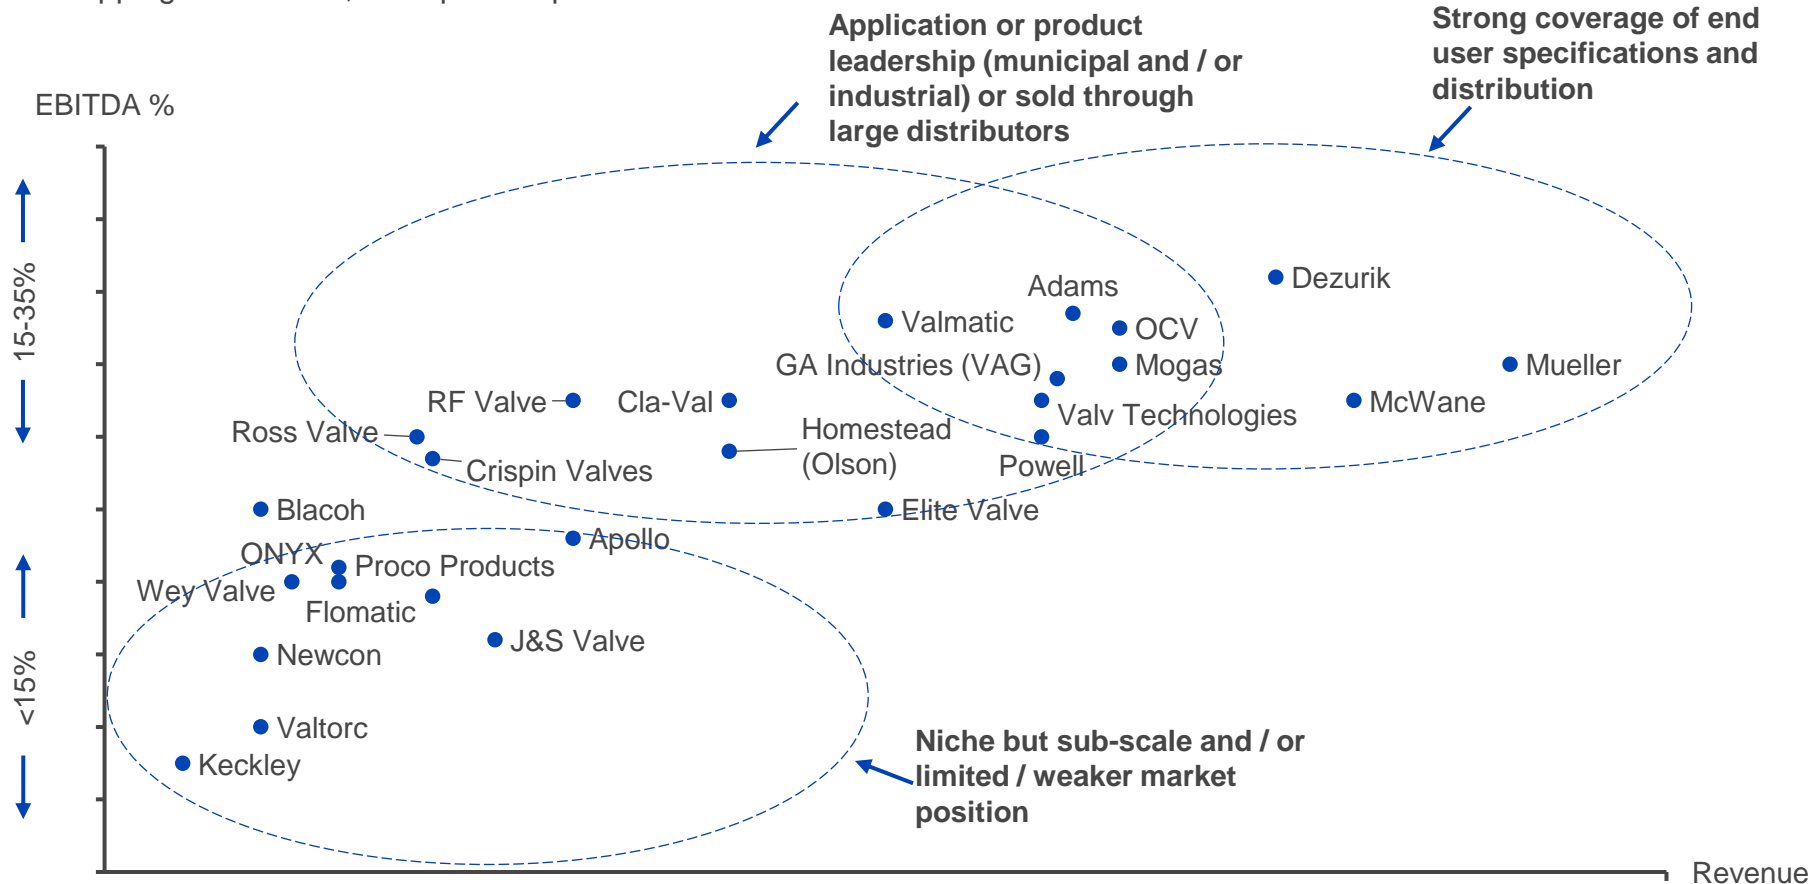 Application or product
leadership (municipal and / or
industrial) or sold through
large distributors
Strong coverage of end
user specifications and
distribution
EBITDA %
15-35%
<15%
Dezurik
Adams
Valmatic
OCV
GA Industries (VAG)
Mogas
Mueller
RF Valve
Cla-Val
McWane
Valv Technologies
Ross Valve
Homestead
(Olson)
Crispin Valves
Powell
Blacoh
Elite Valve
Apollo
ONYX
Proco Products
Wey Valve
Flomatic
J&S Valve
Newcon
Valtorc
Keckley
Niche but sub-scale and / or
limited / weaker market
position
Revenue